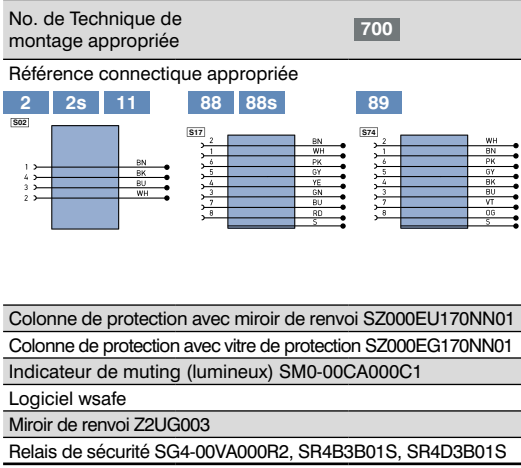 No. de Technique de
montage appropriée
700
Référence connectique appropriée
2 2s 11
88 88s
89
S02
1 BN
4 BK
3 BU
2 WH
S17
2 BN
1 WH
6 PK
5 GY
4 YE
3 GN
7 BU
8 RD
S
S74
2 WH
1 BN
6 PK
5 GY
4 BK
3 BU
7 VT
8 OG
S
Colonne de protection avec miroir de renvoi SZ000EU170NN01
Colonne de protection avec vitre de protection SZ000EG170NN01
Indicateur de muting (lumineux) SM0-00CA000C1
Logiciel wsafe
Miroir de renvoi Z2UG003
Relais de sécurité SG4-00VA000R2, SR4B3B01S, SR4D3B01S